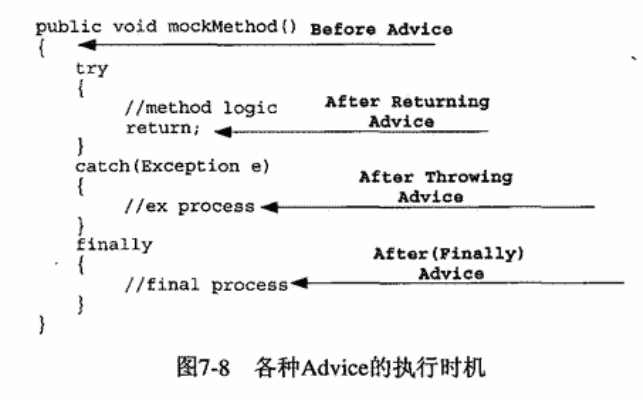 public void mockMethod() Before Advice
{
try
{
//method logic After Returning
return; Advice
}
catch(Exception e)
{ After Throwing
//ex process Advice
}
finally
{ After(Finally)
//final process Advice
}
}
图7-8 各种Advice的执行时机